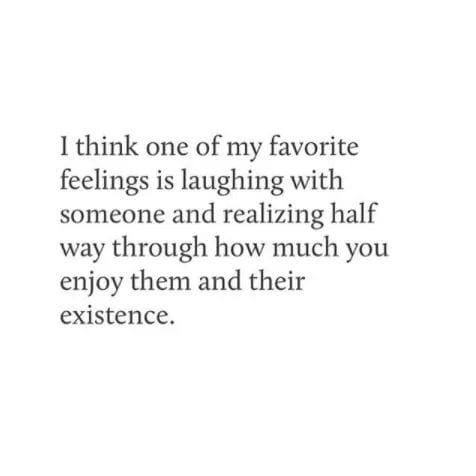 I think one of my favorite
feelings is laughing with
someone and realizing half
way through how much you
enjoy them and their
existence.